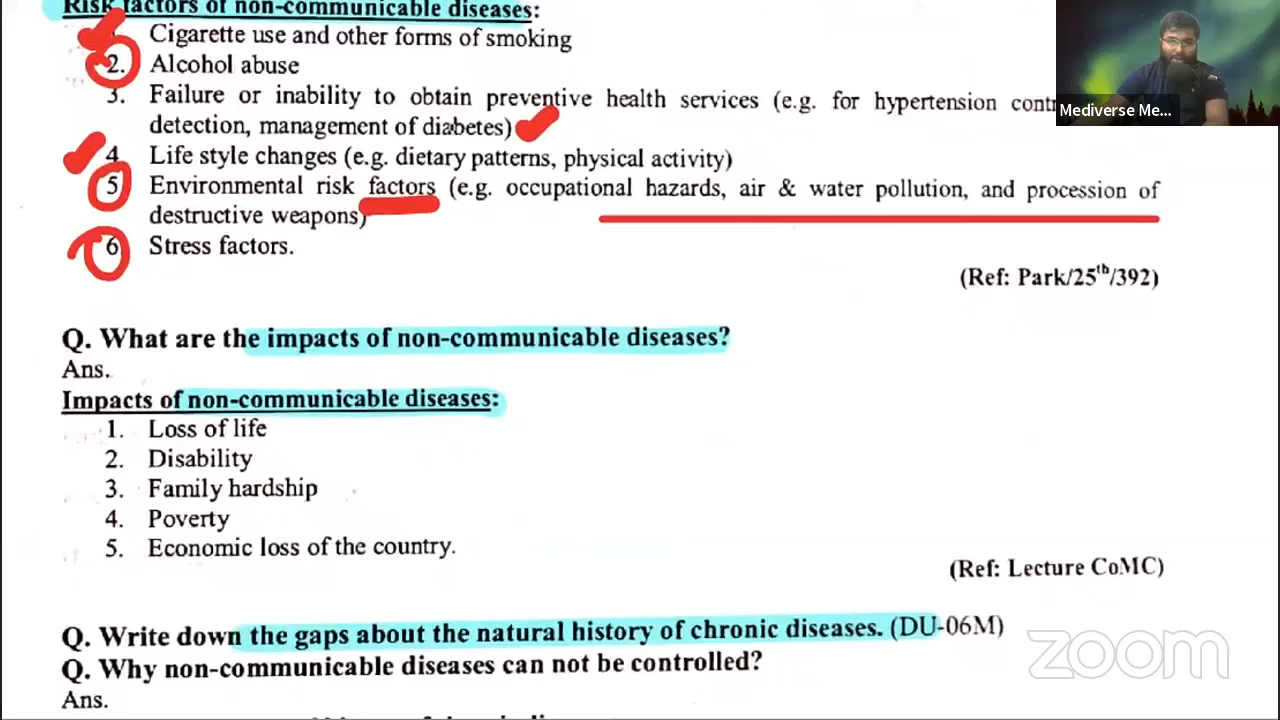 Risk factors of non-communicable diseases:
Cigarette use and other forms of smoking
2. Alcohol abuse
3. Failure or inability to obtain preventive health services (e.g. for hypertension
detection, management of diabetes)
4 Life style changes (e.g. dietary patterns, physical activity)
5 Environmental risk factors (e.g. occupational hazards, air & water pollution, and procession of
destructive weapons)
6 Stress factors.
(Ref: Park/25th/392)
Q. What are the impacts of non-communicable diseases?
Ans.
Impacts of non-communicable diseases:
1. Loss of life
2. Disability
3. Family hardship
4. Poverty
5. Economic loss of the country.
(Ref: Lecture CoMC)
Q. Write down the gaps about the natural history of chronic diseases. (DU-06M)
Q. Why non-communicable diseases can not be controlled?
Ans.
Mediverse Me...
zoom